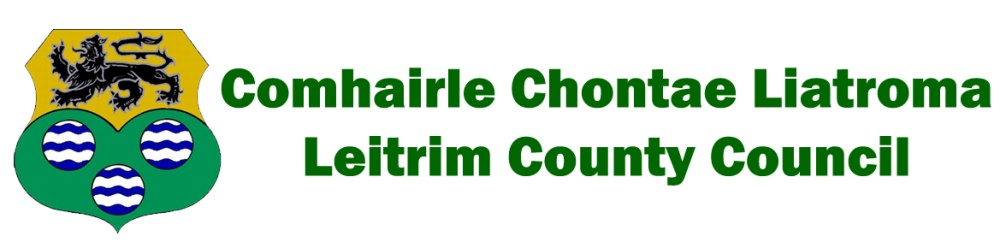 Comhairle Chontae Liatroma
Leitrim County Council